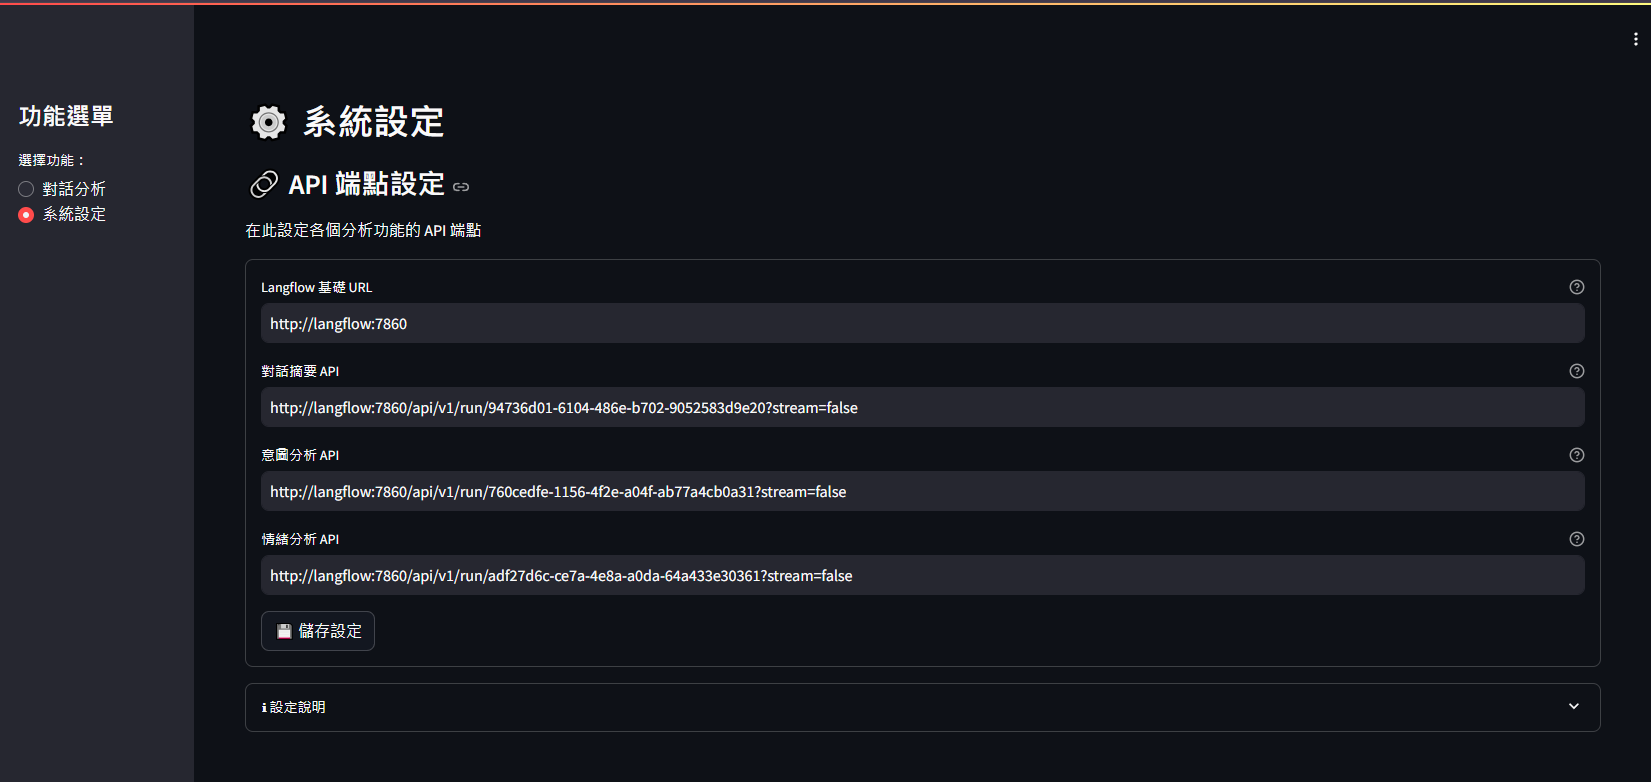 功能選單
選擇功能：
對話分析
系統設定
系統設定
API 端點設定
在此設定各個分析功能的 API 端點
Langflow 基礎 URL
http://langflow:7860
對話摘要 API
http://langflow:7860/api/v1/run/94736d01-6104-486e-b702-9052583d9e20?stream=false
意圖分析 API
http://langflow:7860/api/v1/run/760cedfe-1156-4f2e-a04f-ab77a4cb0a31?stream=false
情緒分析 API
http://langflow:7860/api/v1/run/adf27d6c-ce7a-4e8a-a0da-64a433e30361?stream=false
💾 儲存設定
ℹ 設定說明